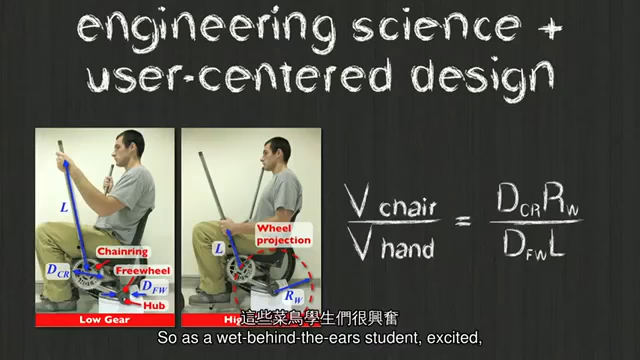 engineering science +
user-centered design
L
Chainring
D_CR
Freewheel
D_FW
Hub
Low Gear
Wheel
projection
L
R_W
V chair / V hand = D_CR R_W / D_FW L
這些菜鳥學生們很興奮
So as a wet-behind-the-ears student, excited,